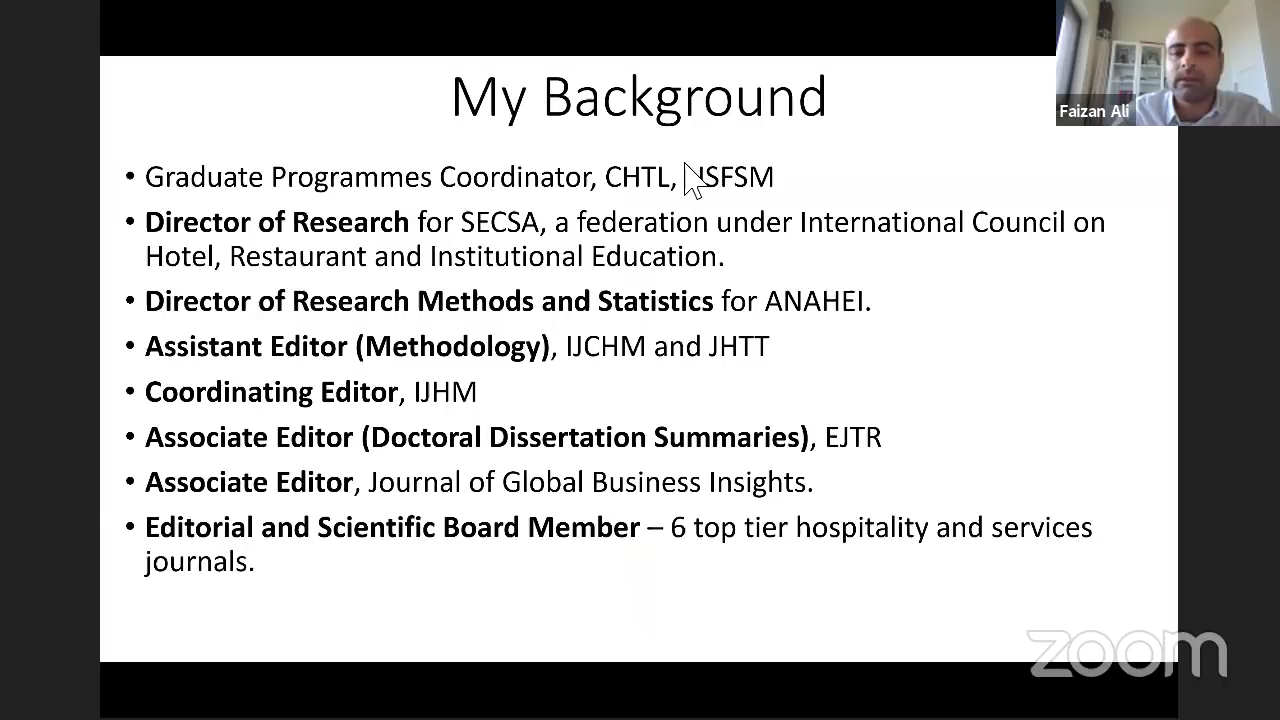 My Background
Faizan Ali
• Graduate Programmes Coordinator, CHTL,
• Director of Research for SECSA, a federation under International Council on
Hotel, Restaurant and Institutional Education.
• Director of Research Methods and Statistics for ANAHEI.
• Assistant Editor (Methodology), IJCHM and JHTT
• Coordinating Editor, IJHM
• Associate Editor (Doctoral Dissertation Summaries), EJTR
• Associate Editor, Journal of Global Business Insights.
• Editorial and Scientific Board Member – 6 top tier hospitality and services
journals.
zoom